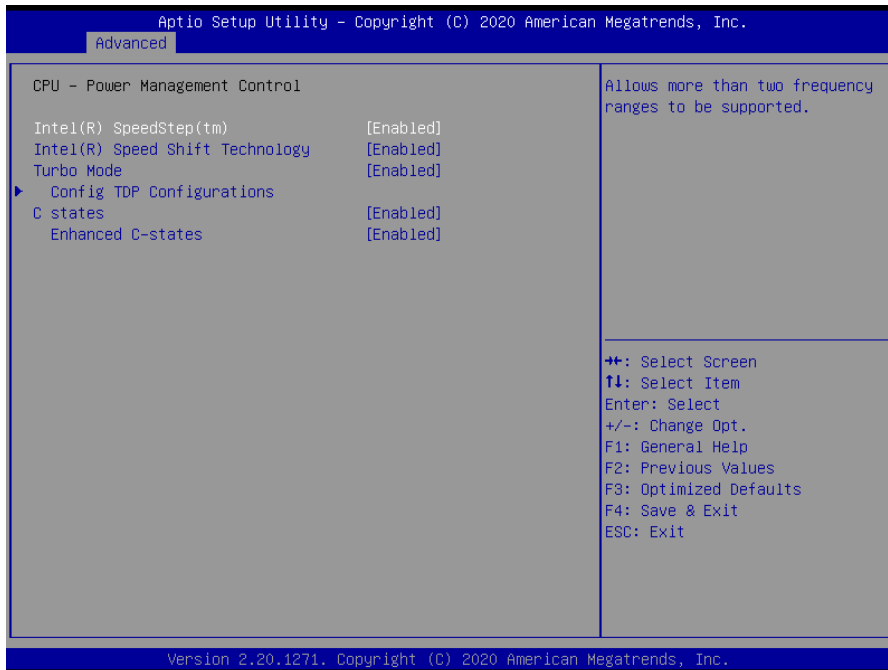 Aptio Setup Utility – Copyright (C) 2020 American Megatrends, Inc.
Advanced
CPU – Power Management Control
Intel(R) SpeedStep(tm) [Enabled]
Intel(R) Speed Shift Technology [Enabled]
Turbo Mode [Enabled]
Config TDP Configurations
C states [Enabled]
Enhanced C-states [Enabled]
Allows more than two frequency
ranges to be supported.
→←: Select Screen
↑↓: Select Item
Enter: Select
+/-: Change Opt.
F1: General Help
F2: Previous Values
F3: Optimized Defaults
F4: Save & Exit
ESC: Exit
Version 2.20.1271. Copyright (C) 2020 American Megatrends, Inc.